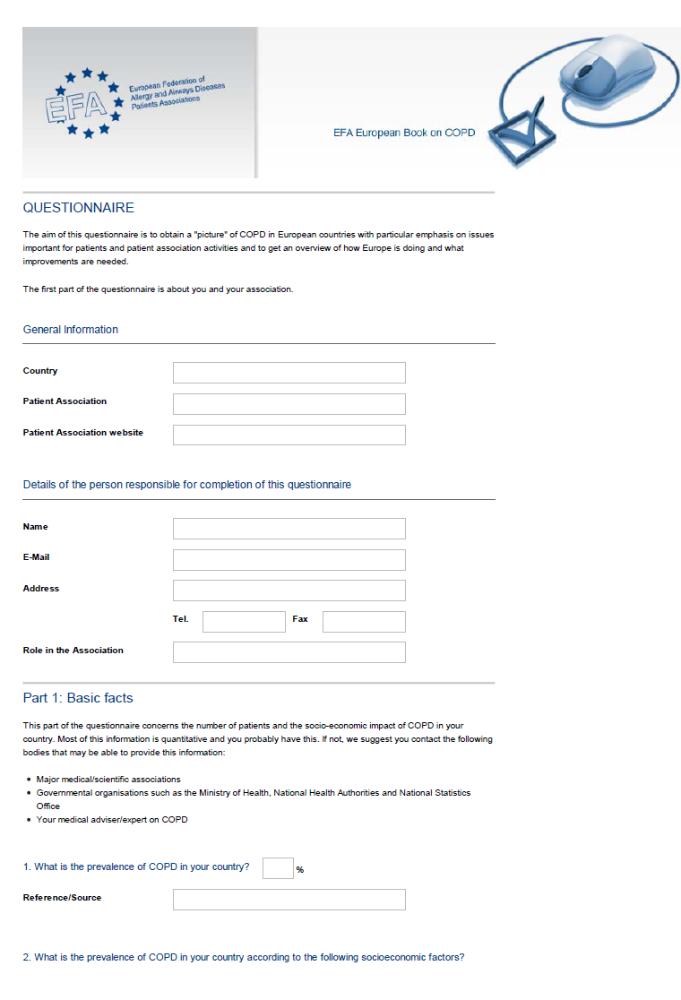 EFA
European Federation of
Allergy and Airways Diseases
Patients Associations
EFA European Book on COPD
QUESTIONNAIRE
The aim of this questionnaire is to obtain a "picture" of COPD in European countries with particular emphasis on issues
important for patients and patient association activities and to get an overview of how Europe is doing and what
improvements are needed.
The first part of the questionnaire is about you and your association.
General Information
Country
Patient Association
Patient Association website
Details of the person responsible for completion of this questionnaire
Name
E-Mail
Address
Tel. Fax
Role in the Association
Part 1: Basic facts
This part of the questionnaire concerns the number of patients and the socio-economic impact of COPD in your
country. Most of this information is quantitative and you probably have this. If not, we suggest you contact the following
bodies that may be able to provide this information:
• Major medical/scientific associations
• Governmental organisations such as the Ministry of Health, National Health Authorities and National Statistics
Office
• Your medical adviser/expert on COPD
1. What is the prevalence of COPD in your country? %
Reference/Source
2. What is the prevalence of COPD in your country according to the following socioeconomic factors?